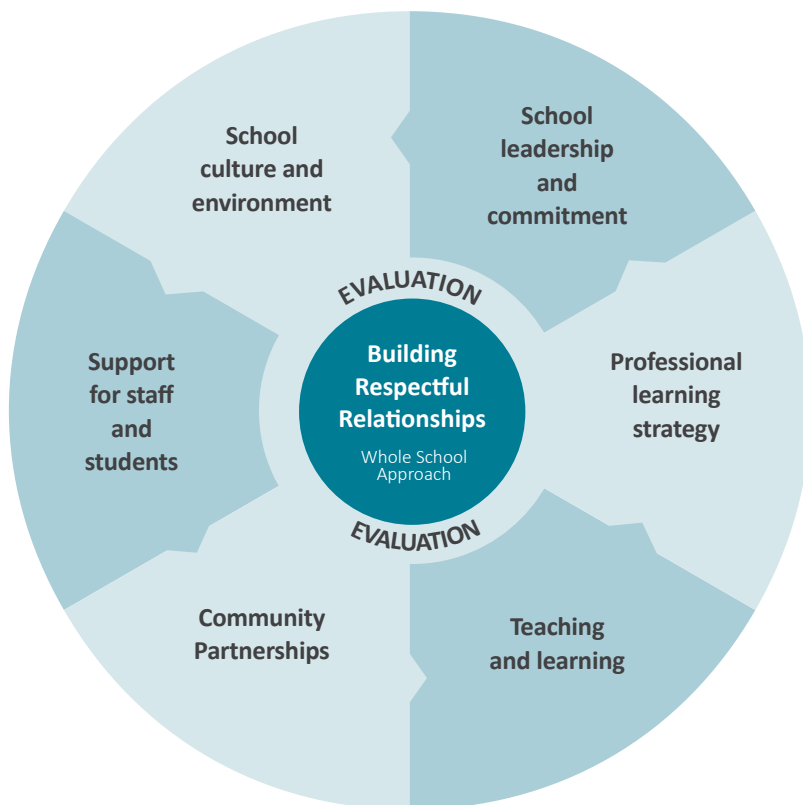 School
culture and
environment
School
leadership
and
commitment
EVALUATION
Building
Respectful
Relationships
Whole School
Approach
EVALUATION
Support
for staff
and
students
Professional
learning
strategy
Community
Partnerships
Teaching
and learning